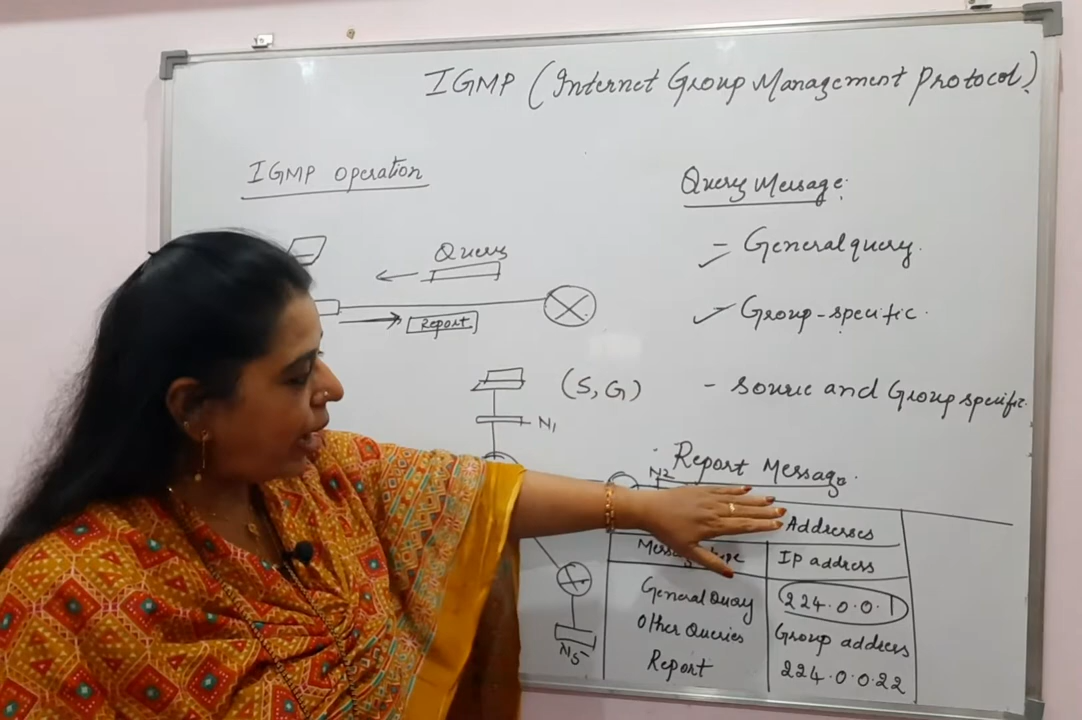 IGMP (Internet Group Management Protocol)
IGMP Operation
Query
Report
(S, G)
N1
N2
N5
Query Message:
- General query.
- Group-specific.
- source and Group specific.
Report Message.
Addresses
IP address
General Query 224.0.0.1
Other Queries Group address
Report 224.0.0.22